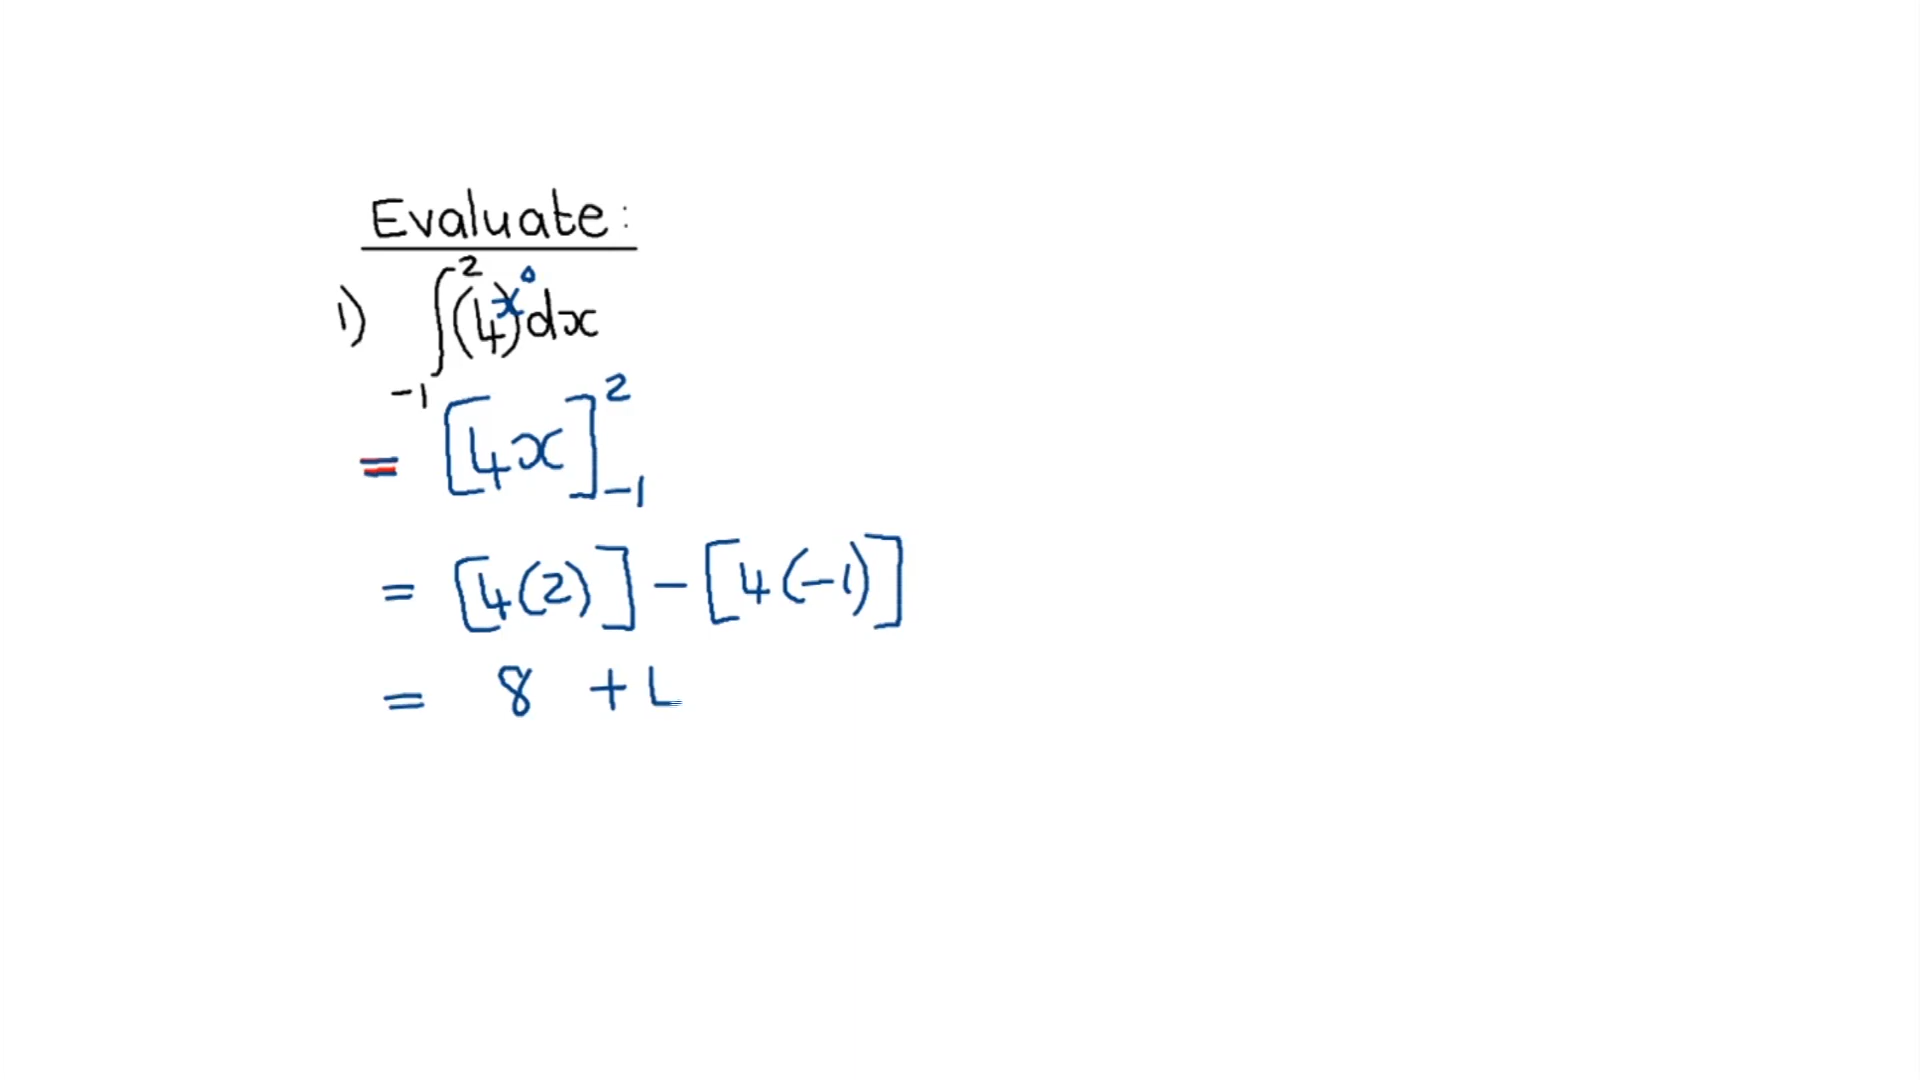 Evaluate:
1) ∫₋₁² (4x⁰) dx
= [4x]₋₁²
= [4(2)] - [4(-1)]
= 8 +